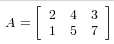 A = [ 2 4 3
1 5 7 ]